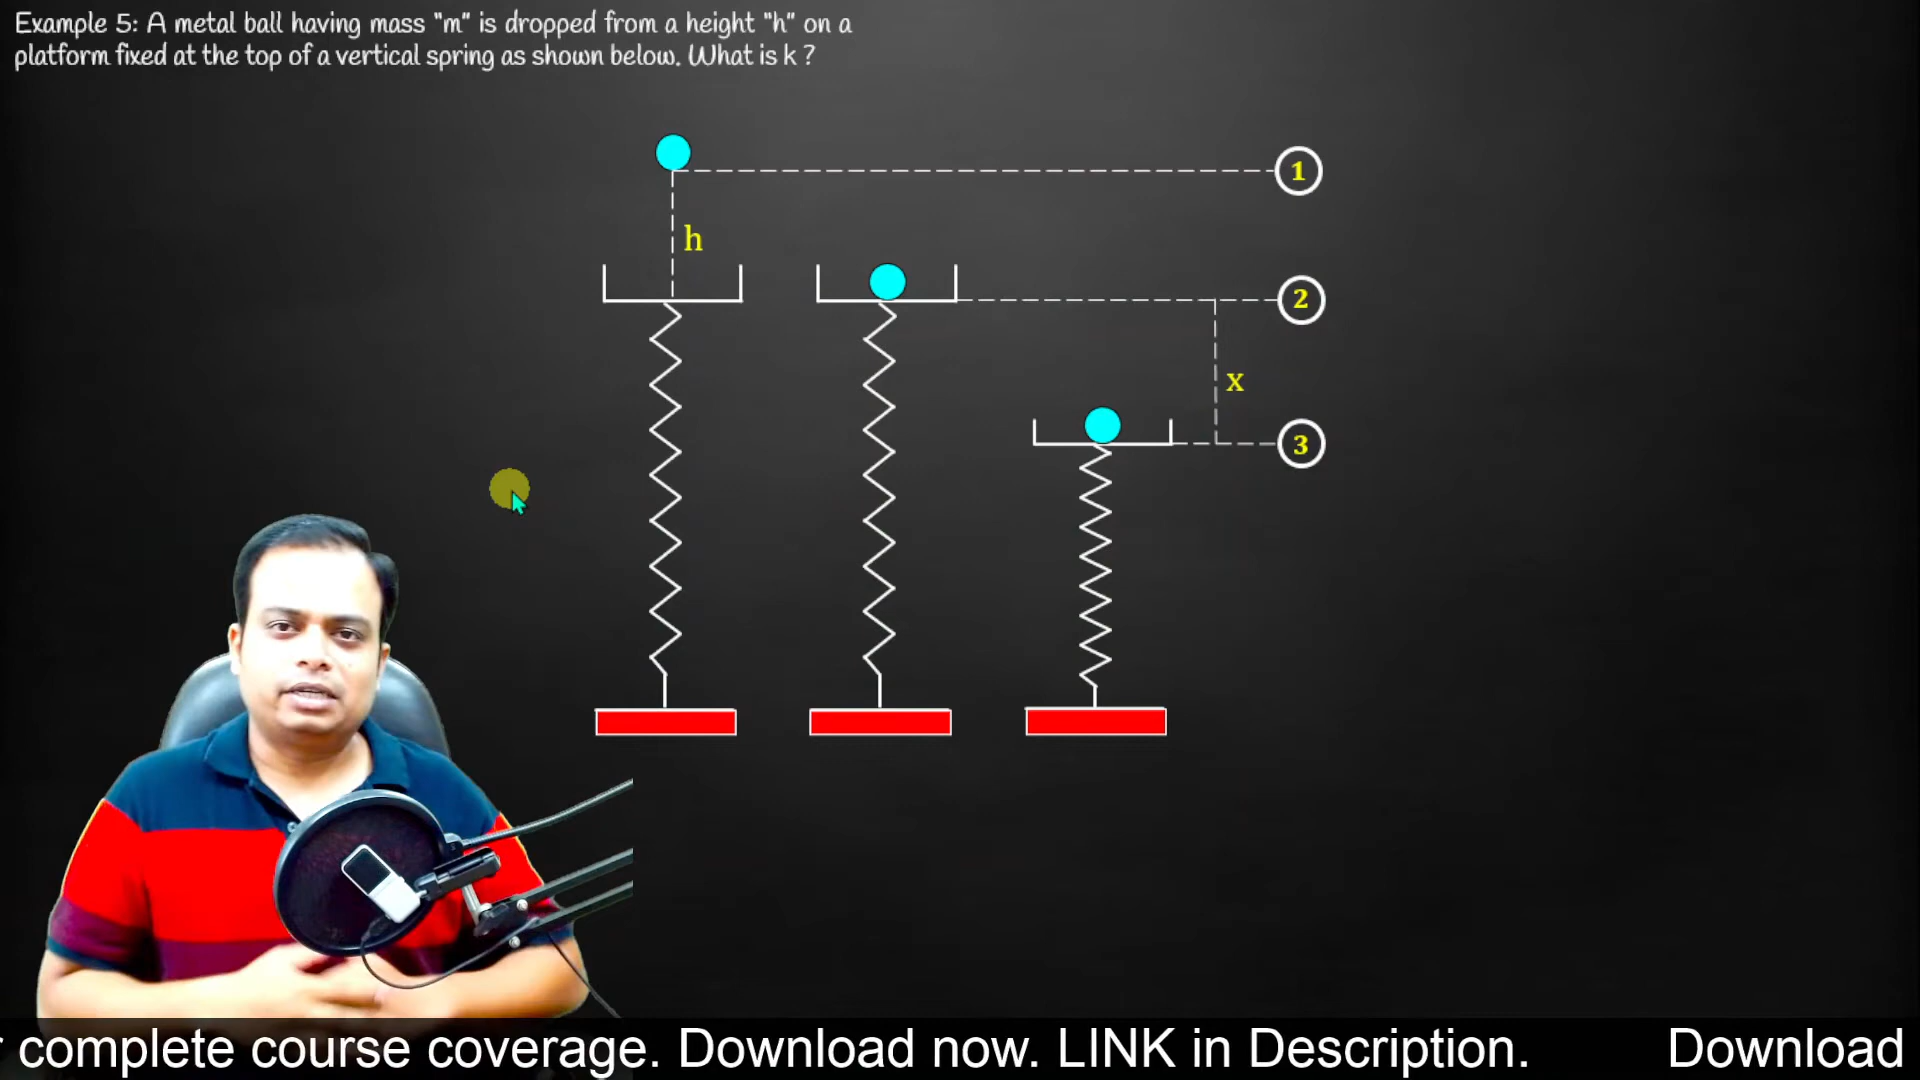 Example 5: A metal ball having mass "m" is dropped from a height "h" on a
platform fixed at the top of a vertical spring as shown below. What is k ?
1
h
2
x
3
complete course coverage. Download now. LINK in Description. Download